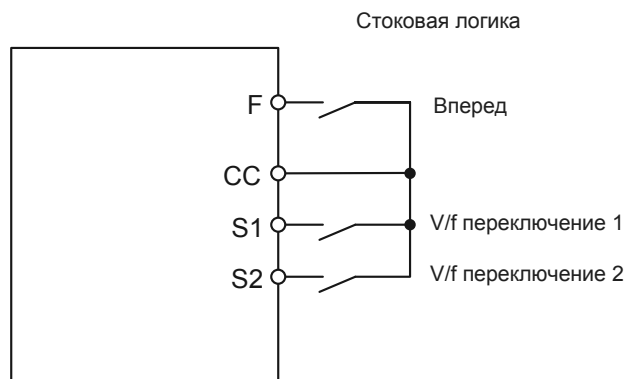 Стоковая логика
F
Вперед
CC
S1
V/f переключение 1
S2
V/f переключение 2